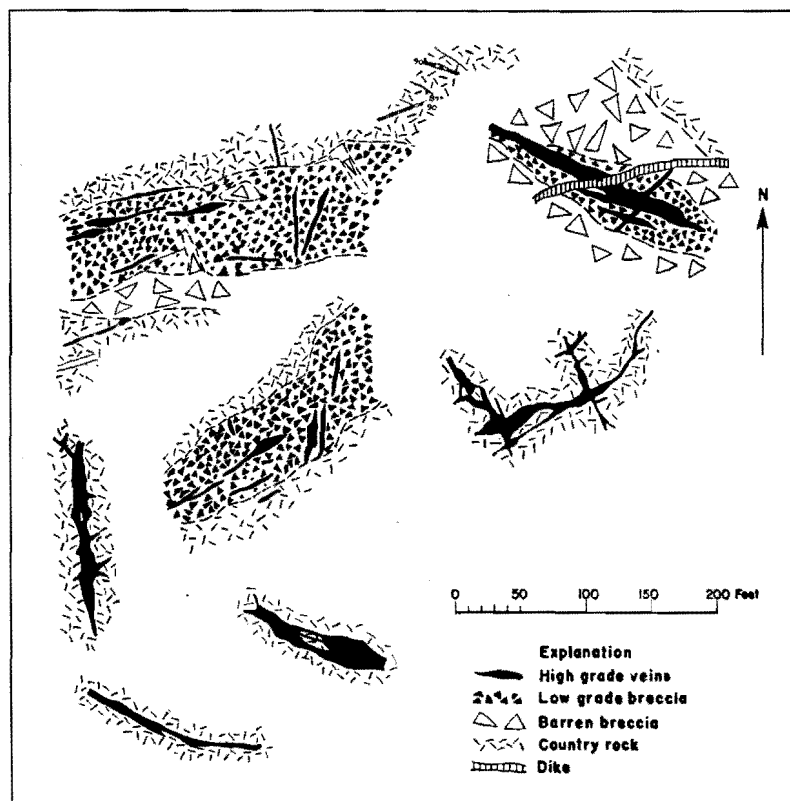 N
0 50 100 150 200 Feet
Explanation
High grade veins
Low grade breccia
Barren breccia
Country rock
Dike